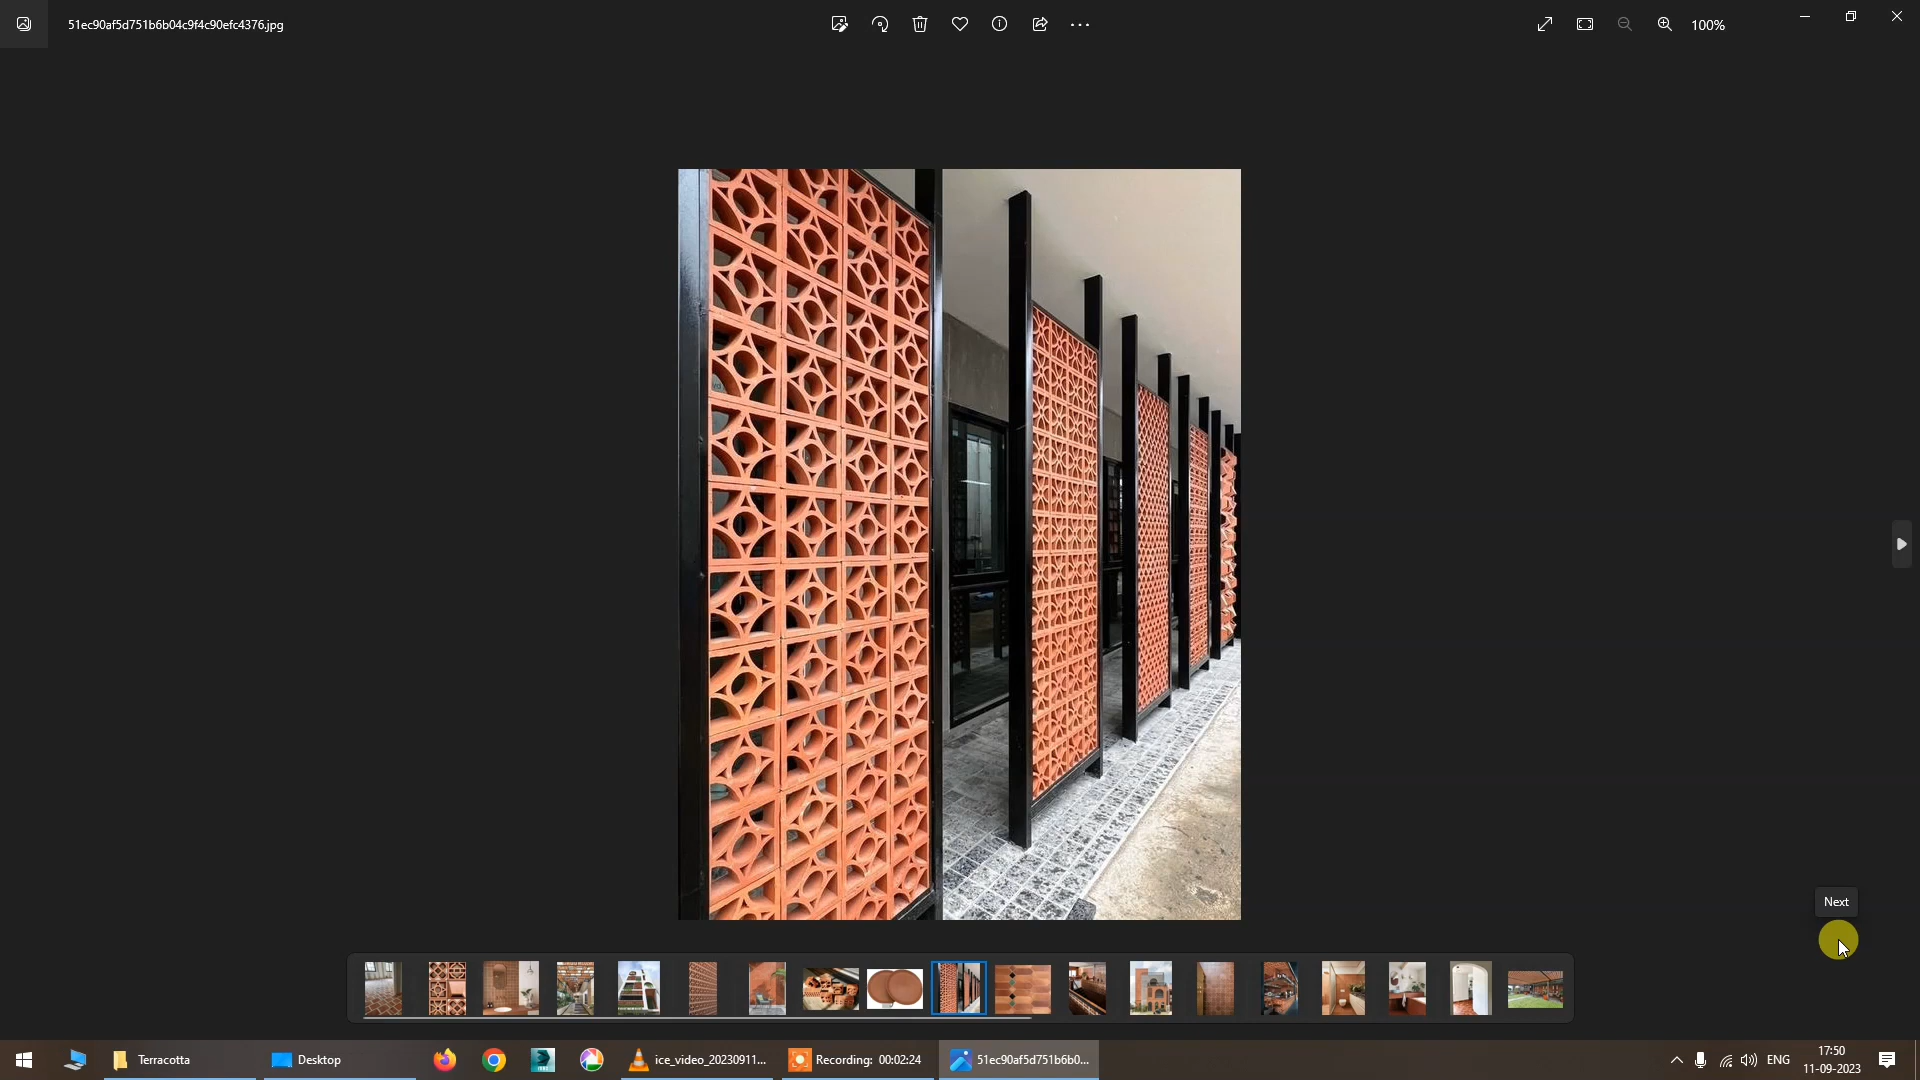 51ec90af5d751b6b04c9f4c90efc4376.jpg
100%
Next
Terracotta
Desktop
ice_video_20230911...
Recording: 00:02:24
51ec90af5d751b6b0...
ENG
17:50
11-09-2023